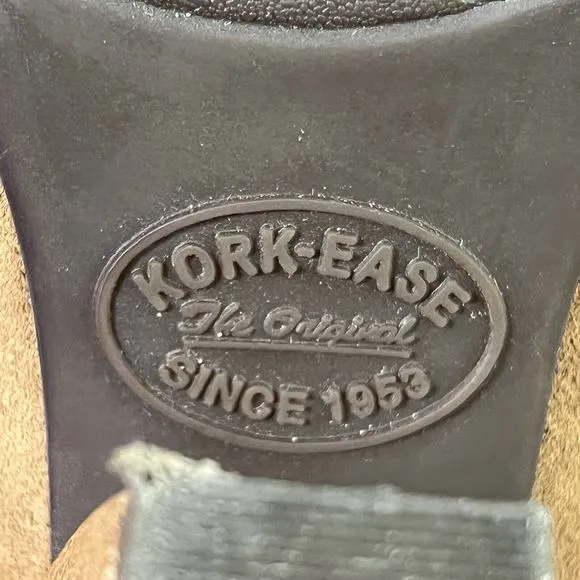 KORK-EASE
The Original
SINCE 1953